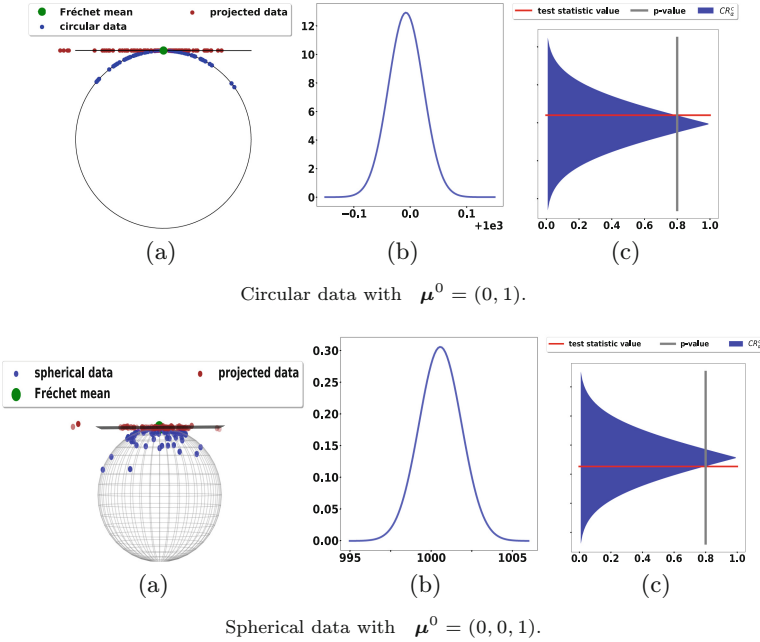 Fréchet mean
projected data
circular data
12
10
8
6
4
2
0
−0.1
0.0
0.1
+1e3
test statistic value
p-value
CR_α^c
0.0 0.2 0.4 0.6 0.8 1.0
(a)
(b)
(c)
Circular data with μ⁰ = (0, 1).
spherical data
projected data
Fréchet mean
0.30
0.25
0.20
0.15
0.10
0.05
0.00
995
1000
1005
test statistic value
p-value
CR_α^c
0.0 0.2 0.4 0.6 0.8 1.0
(a)
(b)
(c)
Spherical data with μ⁰ = (0, 0, 1).